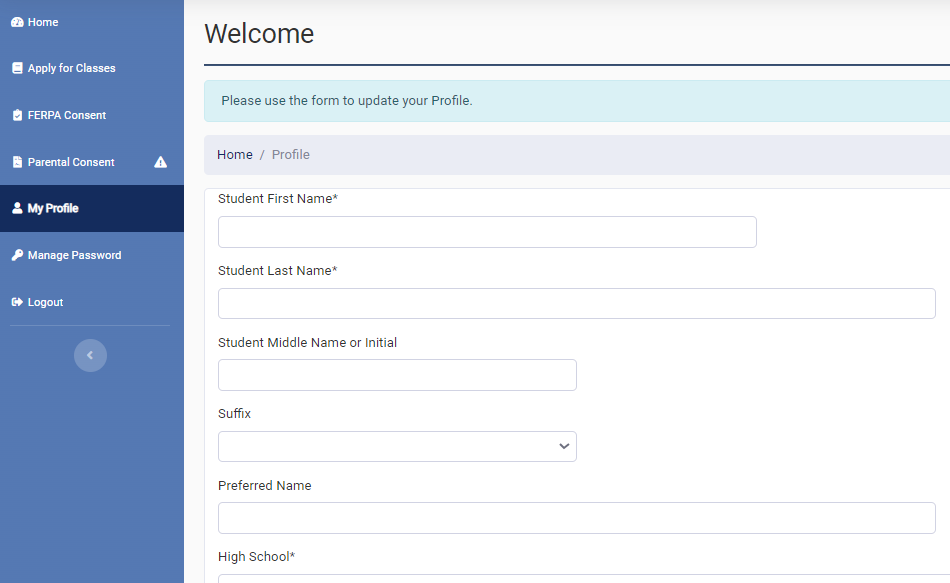 Home
Apply for Classes
FERPA Consent
Parental Consent
My Profile
Manage Password
Logout
Welcome
Please use the form to update your Profile.
Home / Profile
Student First Name*
Student Last Name*
Student Middle Name or Initial
Suffix
Preferred Name
High School*